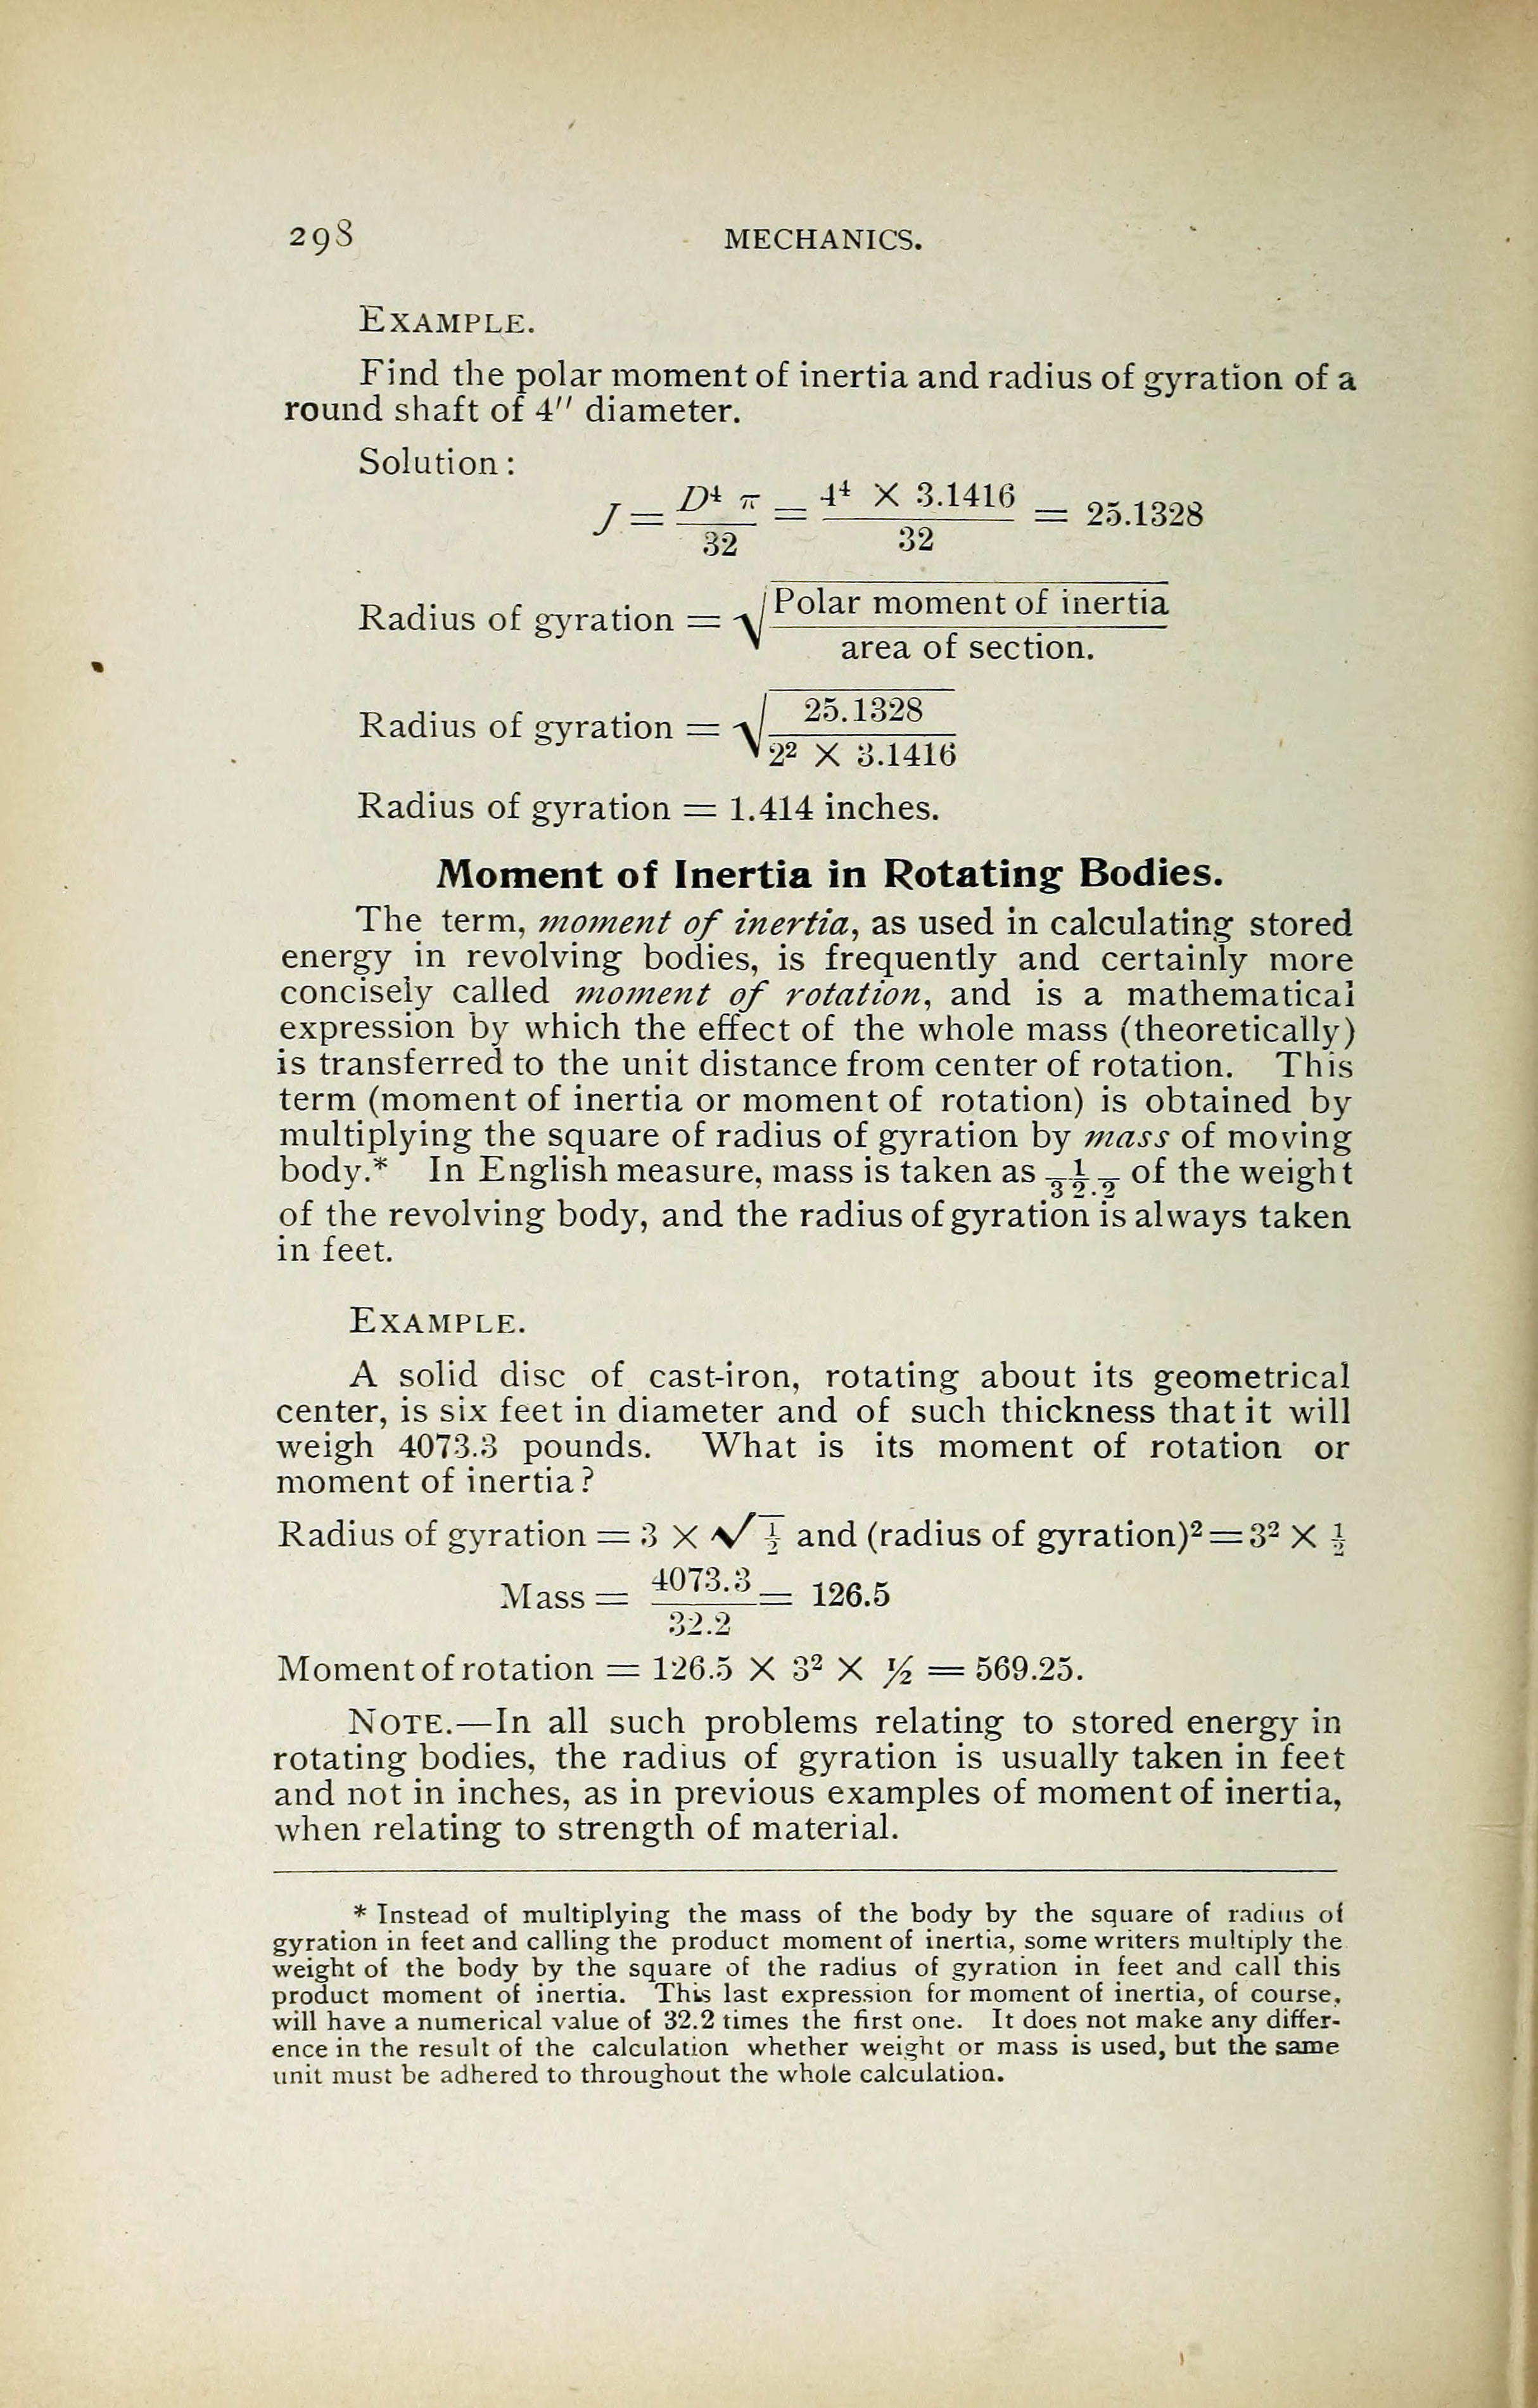 298 MECHANICS.
EXAMPLE.
Find the polar moment of inertia and radius of gyration of a
round shaft of 4" diameter.
Solution:
J = D⁴ π / 32 = 4⁴ × 3.1416 / 32 = 25.1328
Radius of gyration = √(Polar moment of inertia / area of section.)
Radius of gyration = √(25.1328 / 2² × 3.1416)
Radius of gyration = 1.414 inches.
Moment of Inertia in Rotating Bodies.
The term, moment of inertia, as used in calculating stored
energy in revolving bodies, is frequently and certainly more
concisely called moment of rotation, and is a mathematical
expression by which the effect of the whole mass (theoretically)
is transferred to the unit distance from center of rotation. This
term (moment of inertia or moment of rotation) is obtained by
multiplying the square of radius of gyration by mass of moving
body.* In English measure, mass is taken as 1/32.2 of the weight
of the revolving body, and the radius of gyration is always taken
in feet.
EXAMPLE.
A solid disc of cast-iron, rotating about its geometrical
center, is six feet in diameter and of such thickness that it will
weigh 4073.3 pounds. What is its moment of rotation or
moment of inertia?
Radius of gyration = 3 × √½ and (radius of gyration)² = 3² × ½
Mass = 4073.3 / 32.2 = 126.5
Moment of rotation = 126.5 × 3² × ½ = 569.25.
NOTE.—In all such problems relating to stored energy in
rotating bodies, the radius of gyration is usually taken in feet
and not in inches, as in previous examples of moment of inertia,
when relating to strength of material.
* Instead of multiplying the mass of the body by the square of radius of
gyration in feet and calling the product moment of inertia, some writers multiply the
weight of the body by the square of the radius of gyration in feet and call this
product moment of inertia. This last expression for moment of inertia, of course,
will have a numerical value of 32.2 times the first one. It does not make any differ-
ence in the result of the calculation whether weight or mass is used, but the same
unit must be adhered to throughout the whole calculation.